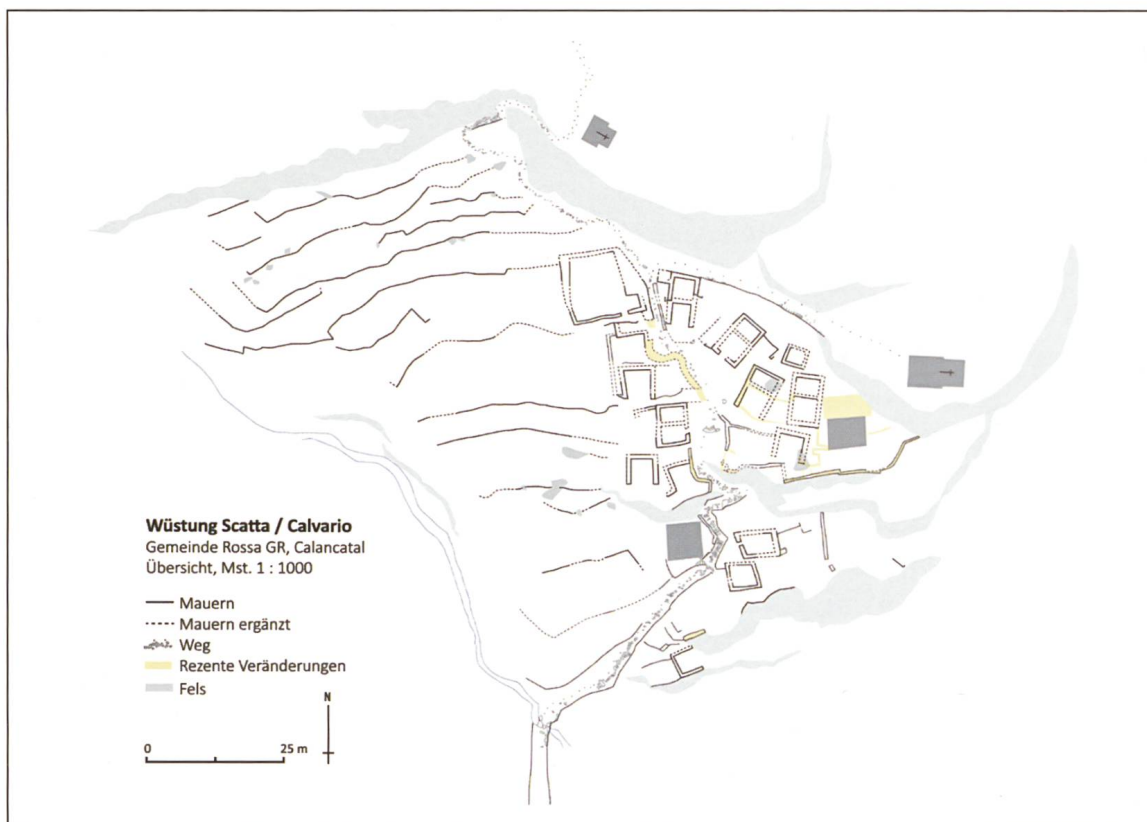 Wüstung Scatta / Calvario
Gemeinde Rossa GR, Calancatal
Übersicht, Mst. 1 : 1000
Mauern
Mauern ergänzt
Weg
Rezente Veränderungen
Fels
N
0 25 m